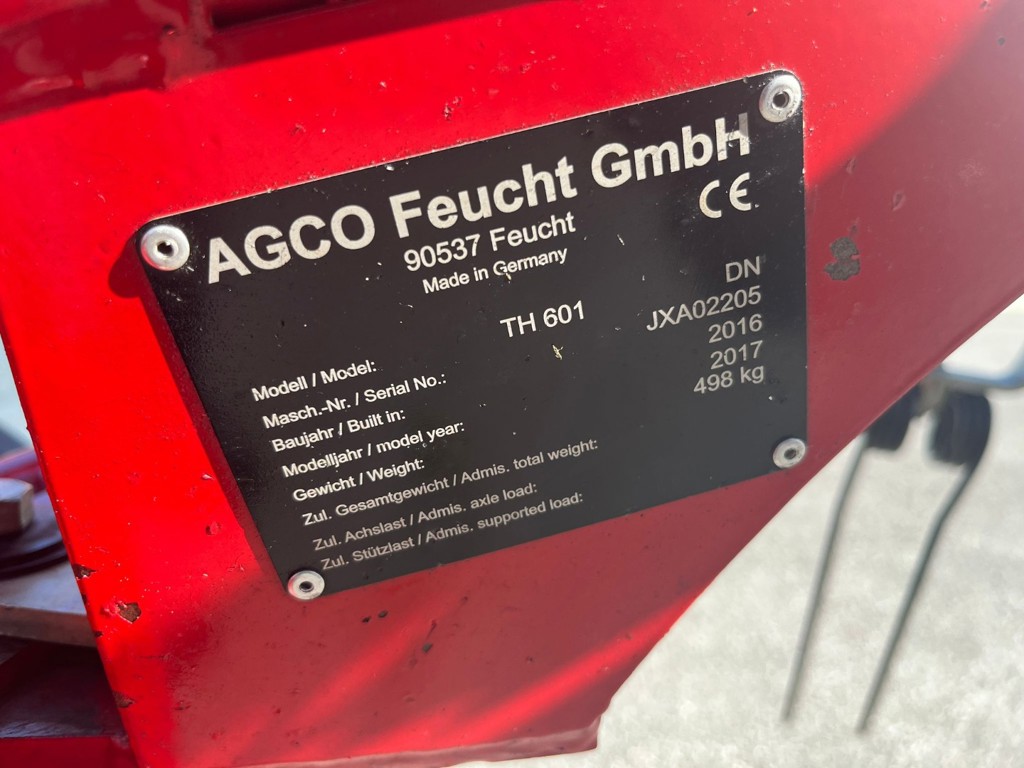 AGCO Feucht GmbH
90537 Feucht
Made in Germany
CE
Modell / Model: TH 601 DN
Masch.-Nr. / Serial No.: JXA02205
Baujahr / Built in: 2016
Modelljahr / model year: 2017
Gewicht / Weight: 498 kg
Zul. Gesamtgewicht / Admis. total weight:
Zul. Achslast / Admis. axle load:
Zul. Stützlast / Admis. supported load: